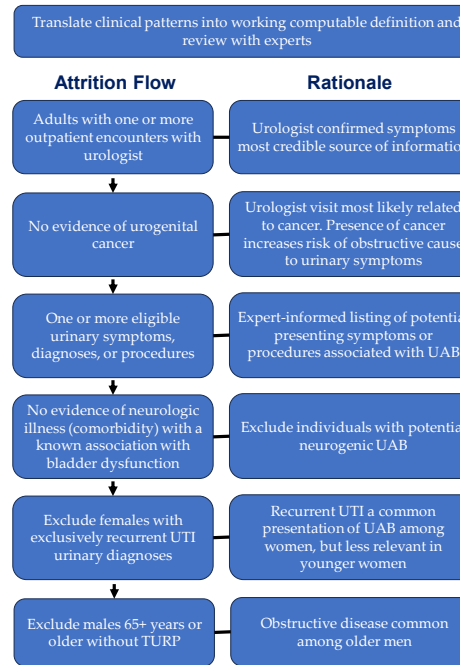 Translate clinical patterns into working computable definition and
review with experts
Attrition Flow
Rationale
Adults with one or more
outpatient encounters with
urologist
Urologist confirmed symptoms
most credible source of information
No evidence of urogenital
cancer
Urologist visit most likely related
to cancer. Presence of cancer
increases risk of obstructive cause
to urinary symptoms
One or more eligible
urinary symptoms,
diagnoses, or procedures
Expert-informed listing of potential
presenting symptoms or
procedures associated with UAB
No evidence of neurologic
illness (comorbidity) with a
known association with
bladder dysfunction
Exclude individuals with potential
neurogenic UAB
Exclude females with
exclusively recurrent UTI
urinary diagnoses
Recurrent UTI a common
presentation of UAB among
women, but less relevant in
younger women
Exclude males 65+ years or
older without TURP
Obstructive disease common
among older men